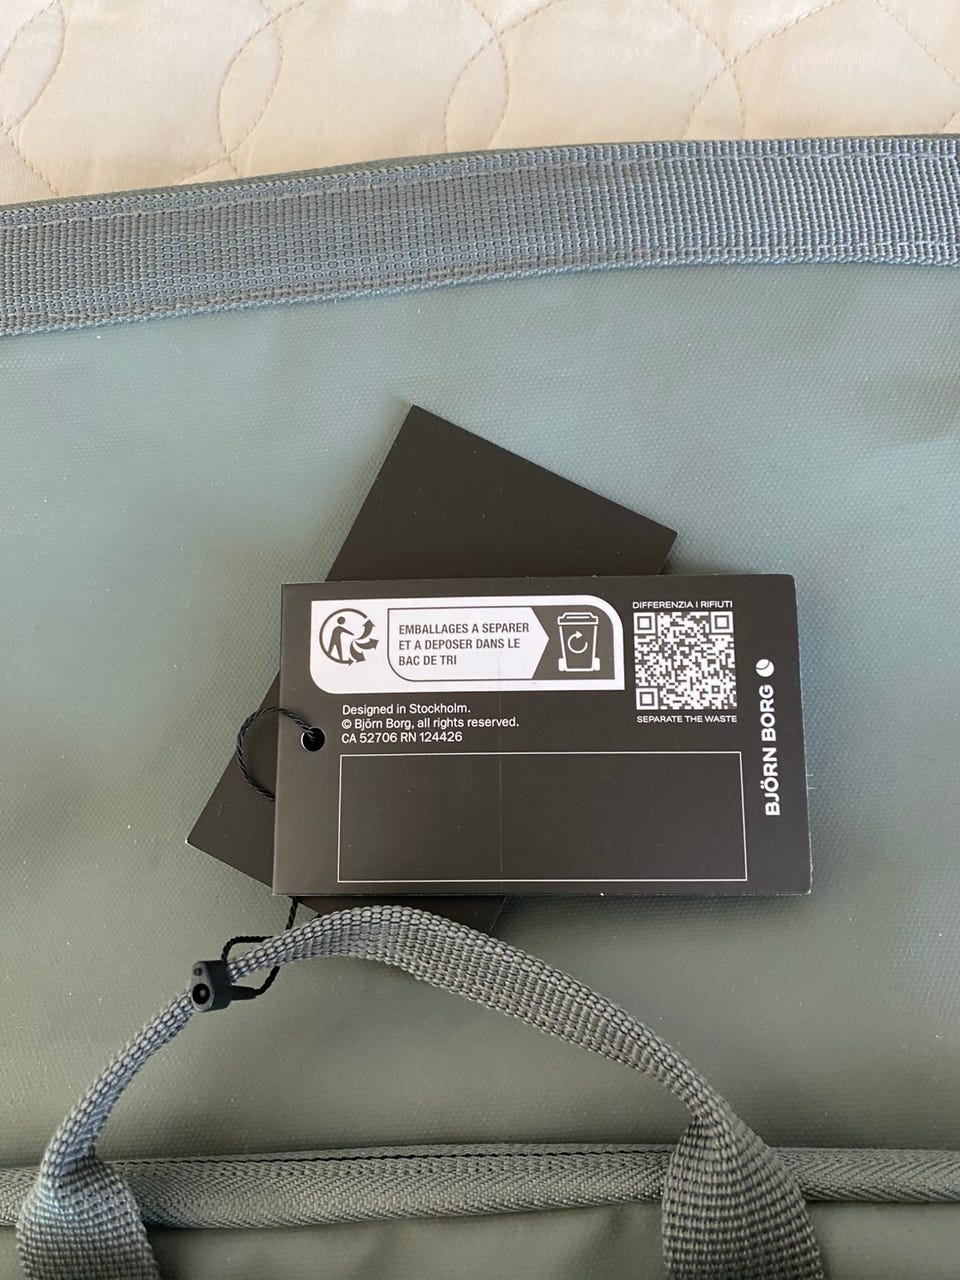 EMBALLAGES A SEPARER
ET A DEPOSER DANS LE
BAC DE TRI
DIFFERENZIA I RIFIUTI
SEPARATE THE WASTE
Designed in Stockholm.
© Björn Borg, all rights reserved.
CA 52706 RN 124426
BJÖRN BORG